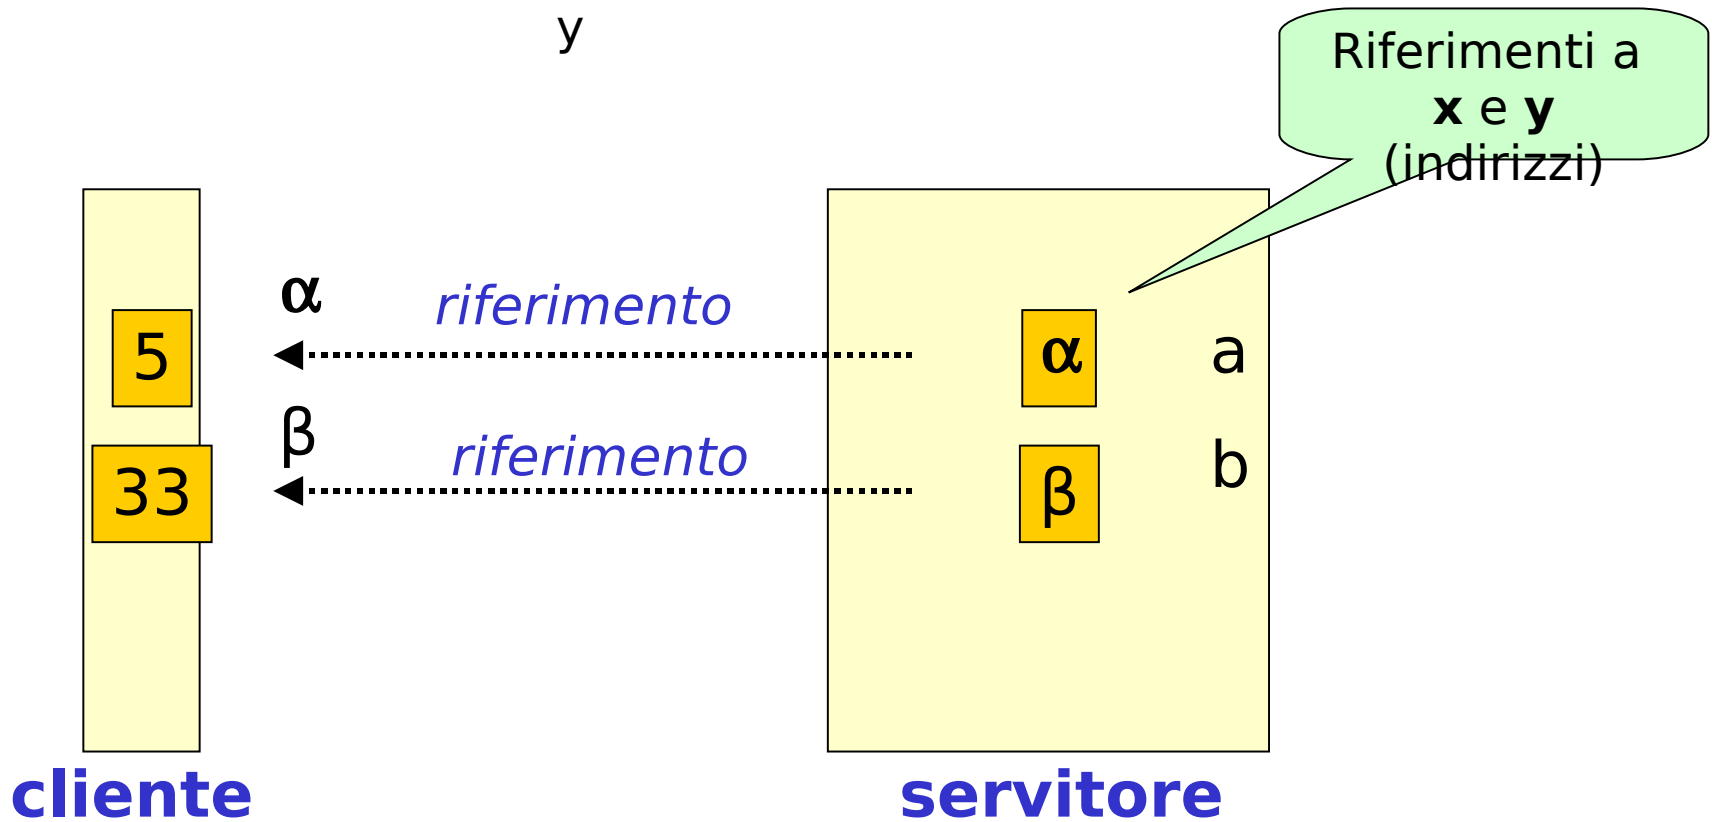 y
Riferimenti a
x e y
(indirizzi)
α
riferimento
5
α
a
β
riferimento
b
33
β
cliente
servitore